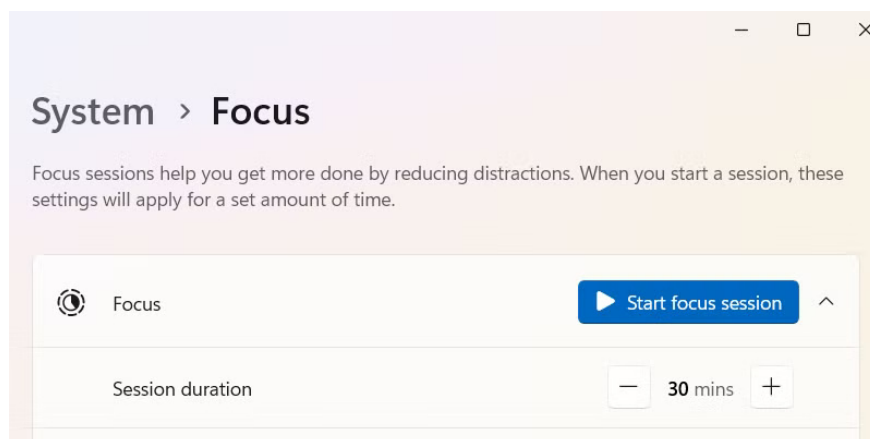 System > Focus
Focus sessions help you get more done by reducing distractions. When you start a session, these
settings will apply for a set amount of time.
Focus
Start focus session
Session duration
30 mins